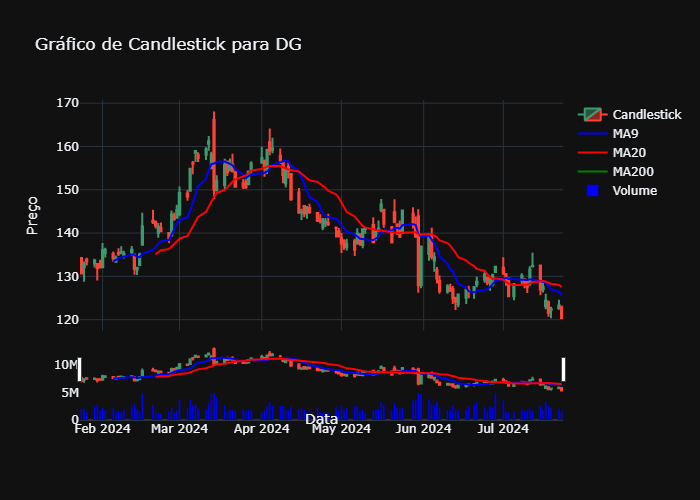 Gráfico de Candlestick para DG
170
160
150
140
130
120
Preço
Candlestick
MA9
MA20
MA200
Volume
10M
5M
0
Data
Feb 2024
Mar 2024
Apr 2024
May 2024
Jun 2024
Jul 2024